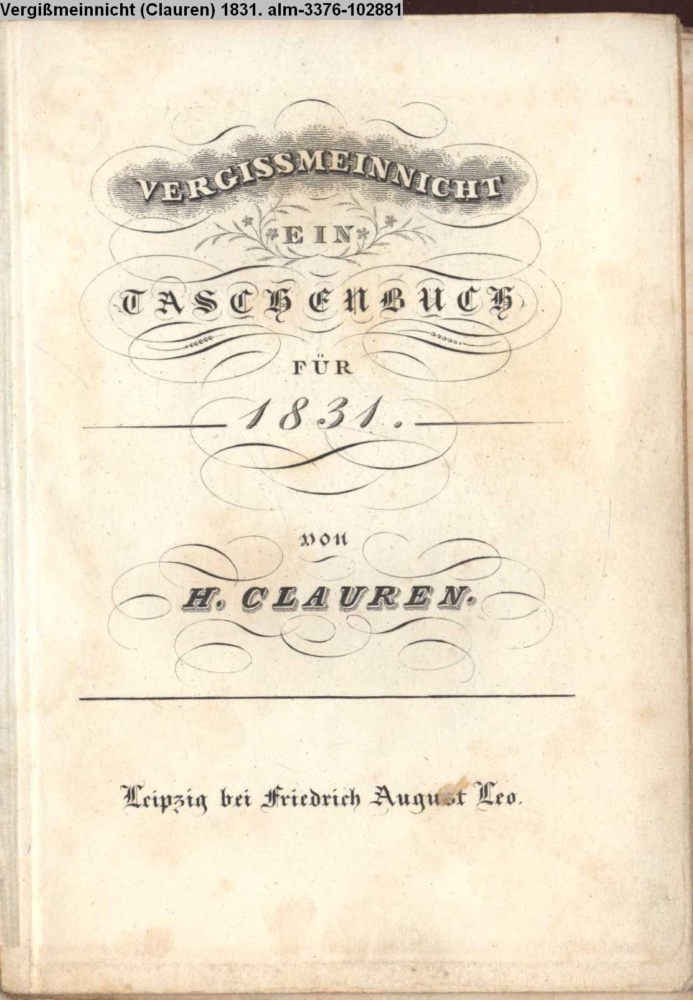 Vergißmeinnicht (Clauren) 1831. alm-3376-102881
VERGISSMEINNICHT
EIN
TASCHENBUCH
FÜR
1831.
von
H. CLAUREN.
Leipzig bei Friedrich August Leo.